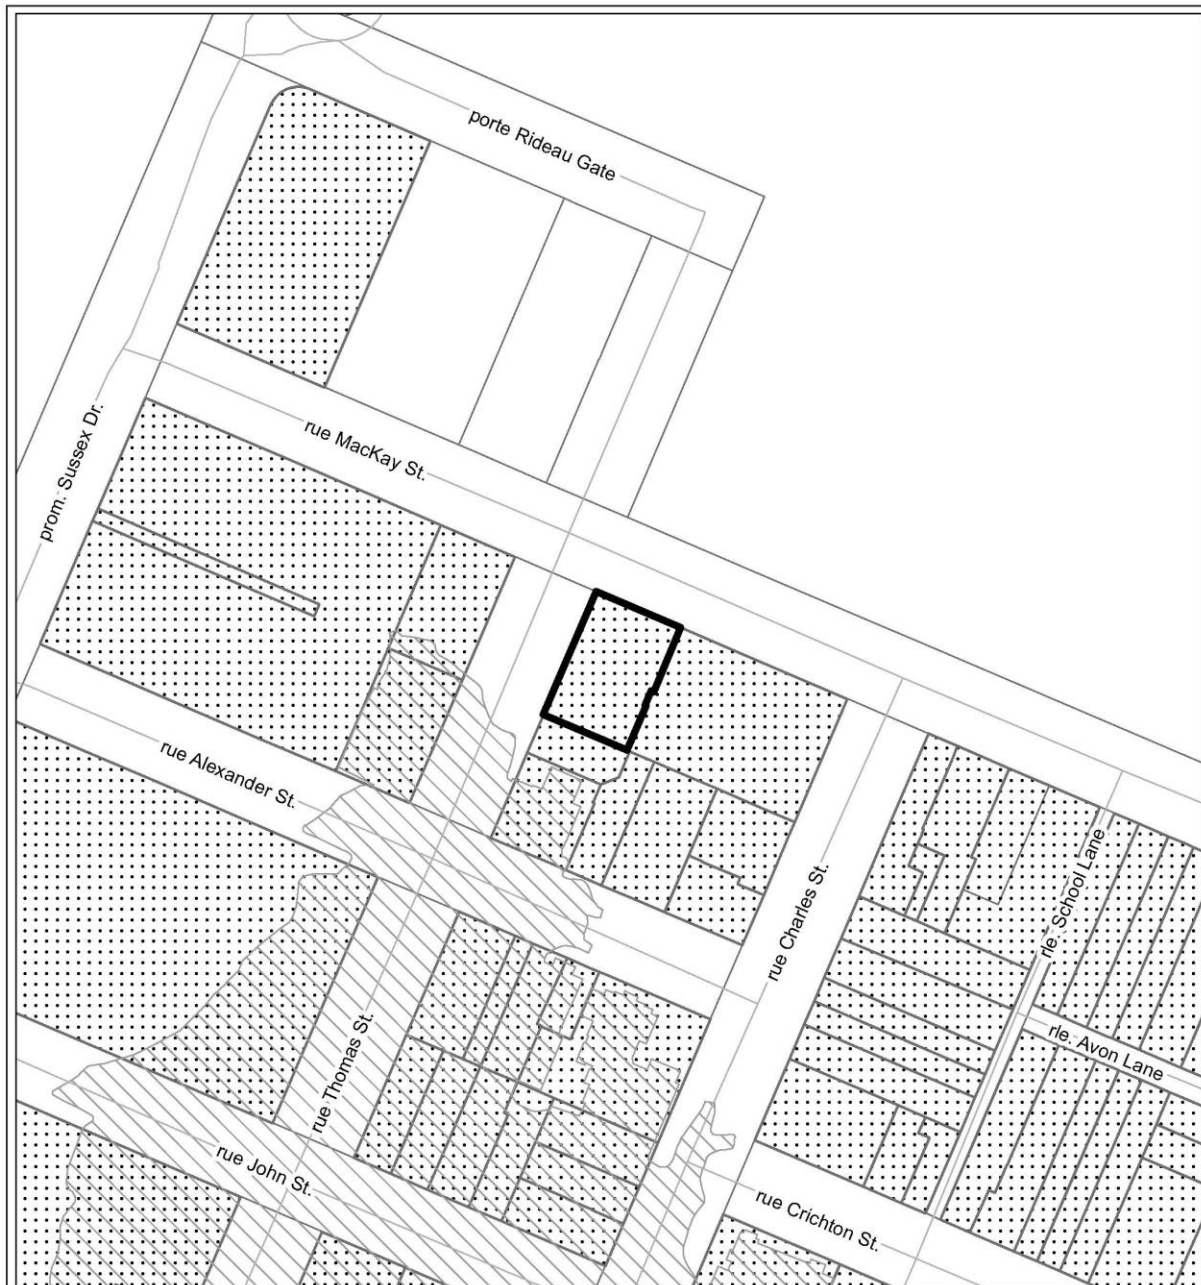 porte Rideau Gate
rue MacKay St.
prom. Sussex Dr.
rue Alexander St.
rue Charles St.
rle. School Lane
rle. Avon Lane
rue Thomas St.
rue John St.
rue Crichton St.